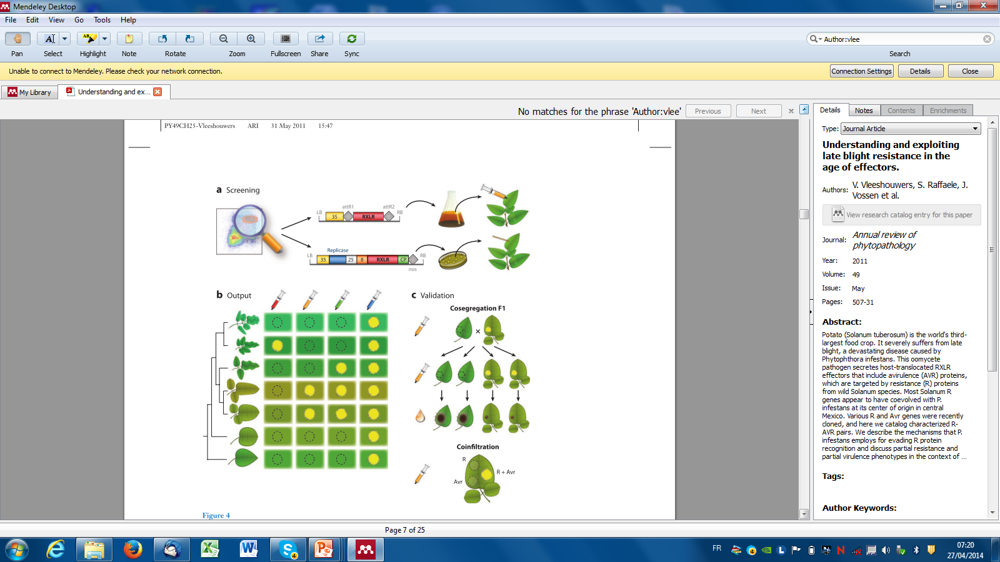 Mendeley Desktop
File Edit View Go Tools Help
Pan Select Highlight Note Rotate Zoom Fullscreen Share Sync
Author:vlee
Search
Unable to connect to Mendeley. Please check your network connection.
Connection Settings Details Close
My Library Understanding and ex...
No matches for the phrase 'Author:vlee' Previous Next
PY49CH25-Vleeshouwers ARI 31 May 2011 15:47
a Screening
attR1 attR2
LB RB
35 RXLR
Replicase
LB RB
35 25 8 RXLR CP
nos
b Output
c Validation
Cosegregation F1
×
Coinfiltration
R
R + Avr
Avr
Figure 4
Details Notes Contents Enrichments
Type: Journal Article
Understanding and exploiting
late blight resistance in the
age of effectors.
Authors: V. Vleeshouwers, S. Raffaele, J.
Vossen et al.
View research catalog entry for this paper
Journal: Annual review of
phytopathology
Year: 2011
Volume: 49
Issue: May
Pages: 507-31
Abstract:
Potato (Solanum tuberosum) is the world's third-
largest food crop. It severely suffers from late
blight, a devastating disease caused by
Phytophthora infestans. This oomycete
pathogen secretes host-translocated RXLR
effectors that include avirulence (AVR) proteins,
which are targeted by resistance (R) proteins
from wild Solanum species. Most Solanum R
genes appear to have coevolved with P.
infestans at its center of origin in central
Mexico. Various R and Avr genes were recently
cloned, and here we catalog characterized R-
AVR pairs. We describe the mechanisms that P.
infestans employs for evading R protein
recognition and discuss partial resistance and
partial virulence phenotypes in the context of ...
Tags:
Author Keywords:
Page 7 of 25
FR
07:20
27/04/2014